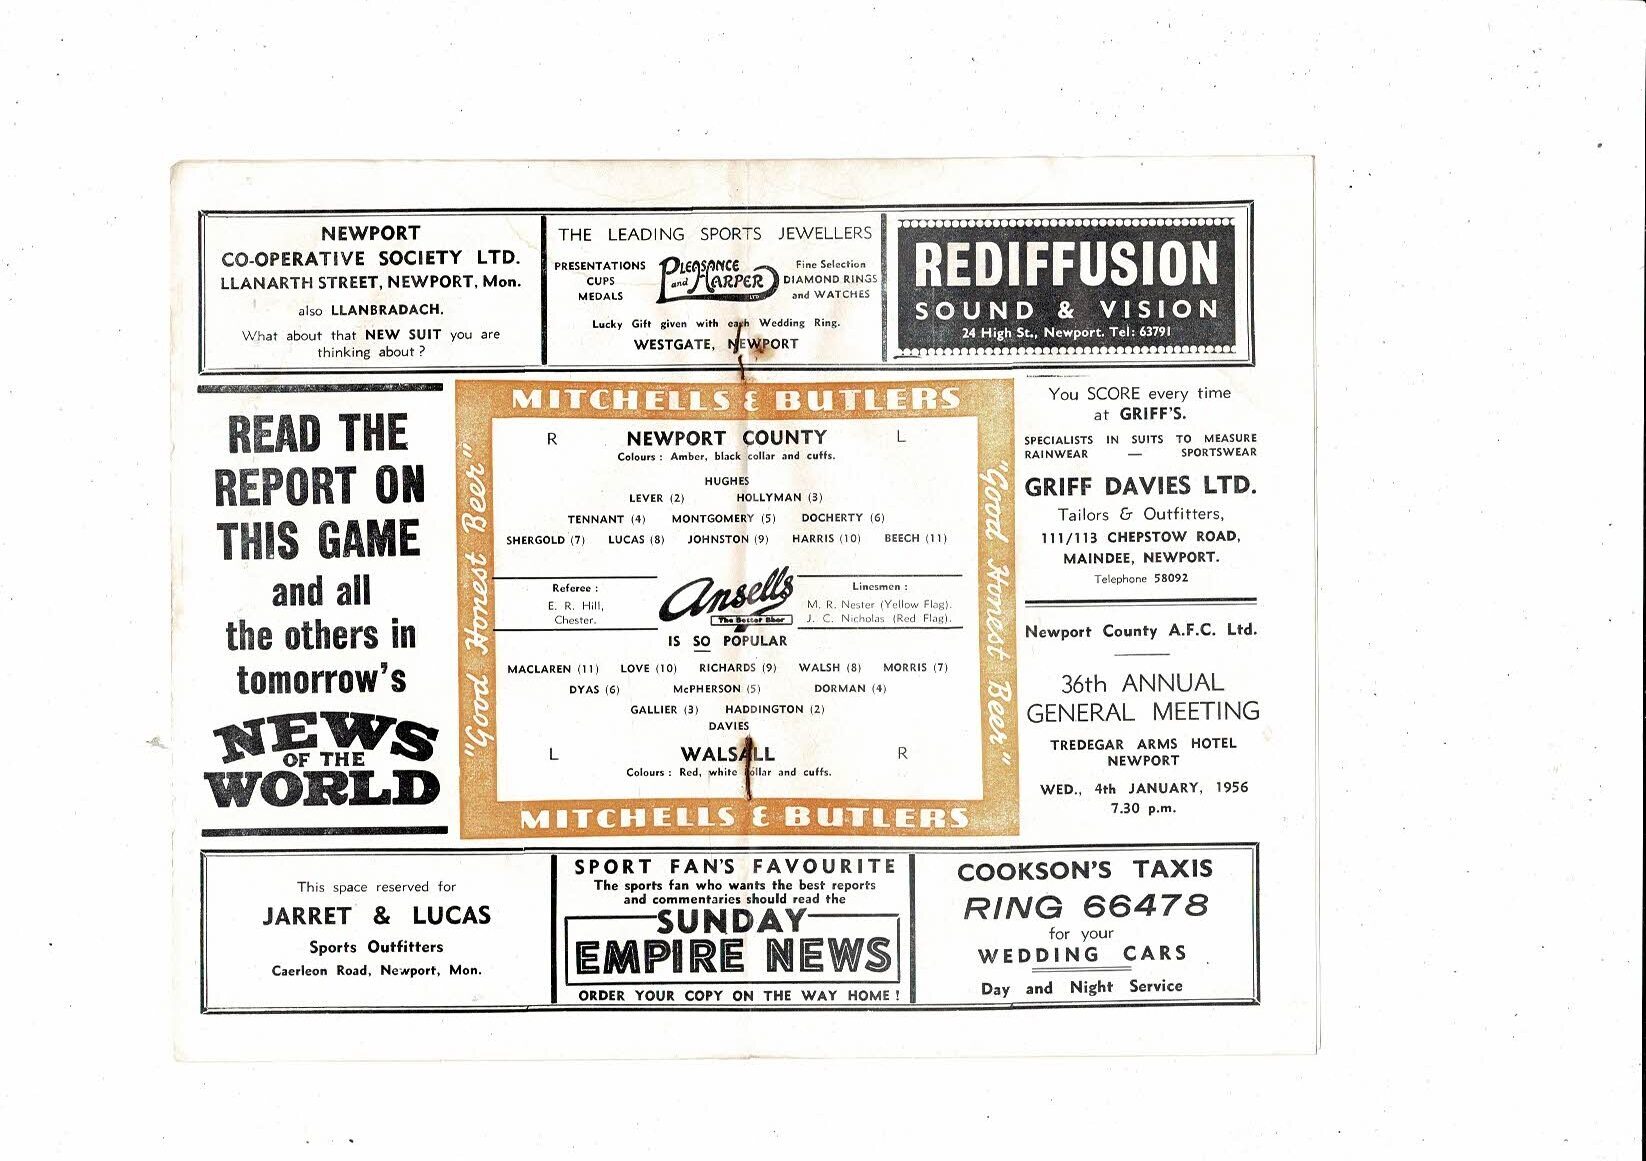 NEWPORT
CO-OPERATIVE SOCIETY LTD.
LLANARTH STREET, NEWPORT, Mon.
also LLANBRADACH.
What about that NEW SUIT you are
thinking about ?
THE LEADING SPORTS JEWELLERS
PRESENTATIONS
CUPS
MEDALS
PLEASANCE
and HARPER LTD
Fine Selection
DIAMOND RINGS
and WATCHES
Lucky Gift given with each Wedding Ring.
WESTGATE, NEWPORT
REDIFFUSION
SOUND & VISION
24 High St., Newport. Tel: 63791
READ THE
REPORT ON
THIS GAME
and all
the others in
tomorrow's
NEWS
OF THE
WORLD
MITCHELLS & BUTLERS
"Good Honest Beer"
R NEWPORT COUNTY L
Colours : Amber, black collar and cuffs.
HUGHES
LEVER (2) HOLLYMAN (3)
TENNANT (4) MONTGOMERY (5) DOCHERTY (6)
SHERGOLD (7) LUCAS (8) JOHNSTON (9) HARRIS (10) BEECH (11)
Referee :
E. R. Hill,
Chester.
Ansells
The Better Beer
IS SO POPULAR
Linesmen :
M. R. Nester (Yellow Flag).
J. C. Nicholas (Red Flag).
MACLAREN (11) LOVE (10) RICHARDS (9) WALSH (8) MORRIS (7)
DYAS (6) McPHERSON (5) DORMAN (4)
GALLIER (3) HADDINGTON (2)
DAVIES
L WALSALL R
Colours : Red, white collar and cuffs.
"Good Honest Beer"
MITCHELLS & BUTLERS
You SCORE every time
at GRIFF'S.
SPECIALISTS IN SUITS TO MEASURE
RAINWEAR — SPORTSWEAR
GRIFF DAVIES LTD.
Tailors & Outfitters,
111/113 CHEPSTOW ROAD,
MAINDEE, NEWPORT.
Telephone 58092
Newport County A.F.C. Ltd.
36th ANNUAL
GENERAL MEETING
TREDEGAR ARMS HOTEL
NEWPORT
WED., 4th JANUARY, 1956
7.30 p.m.
This space reserved for
JARRET & LUCAS
Sports Outfitters
Caerleon Road, Newport, Mon.
SPORT FAN'S FAVOURITE
The sports fan who wants the best reports
and commentaries should read the
SUNDAY
EMPIRE NEWS
ORDER YOUR COPY ON THE WAY HOME !
COOKSON'S TAXIS
RING 66478
for your
WEDDING CARS
Day and Night Service